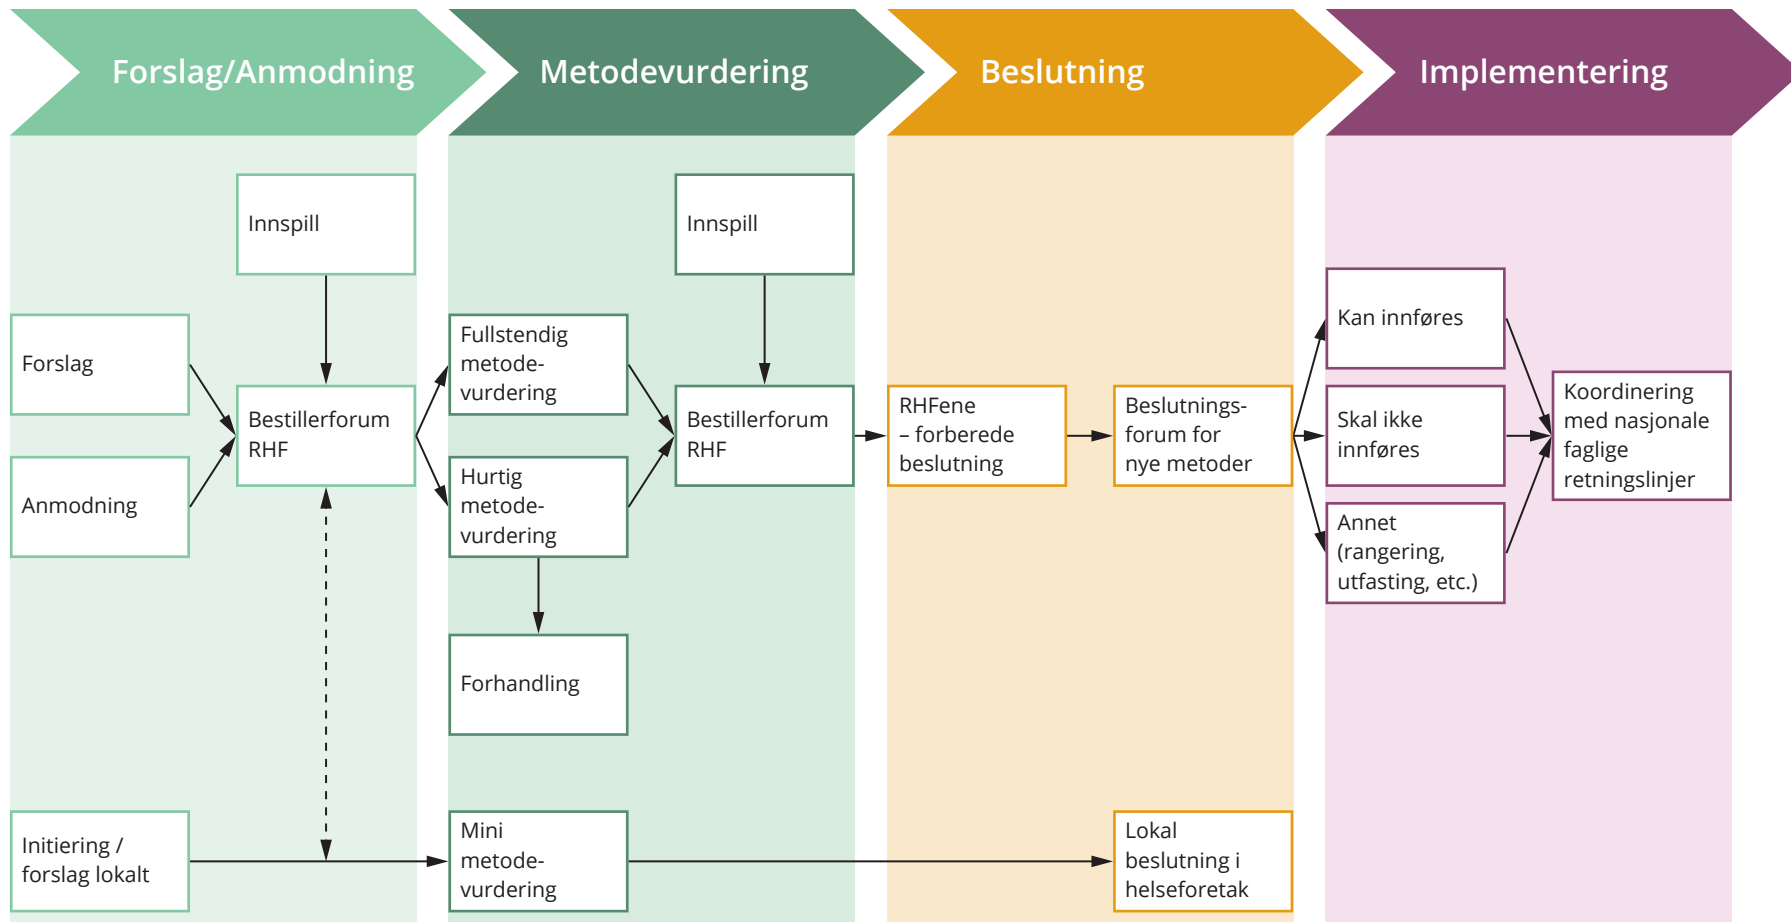 Forslag/Anmodning
Metodevurdering
Beslutning
Implementering
Innspill
Forslag
Anmodning
Bestillerforum
RHF
Initiering /
forslag lokalt
Innspill
Fullstendig
metode-
vurdering
Hurtig
metode-
vurdering
Bestillerforum
RHF
Forhandling
Mini
metode-
vurdering
RHFene
– forberede
beslutning
Beslutnings-
forum for
nye metoder
Lokal
beslutning i
helseforetak
Kan innføres
Skal ikke
innføres
Annet
(rangering,
utfasting, etc.)
Koordinering
med nasjonale
faglige
retningslinjer